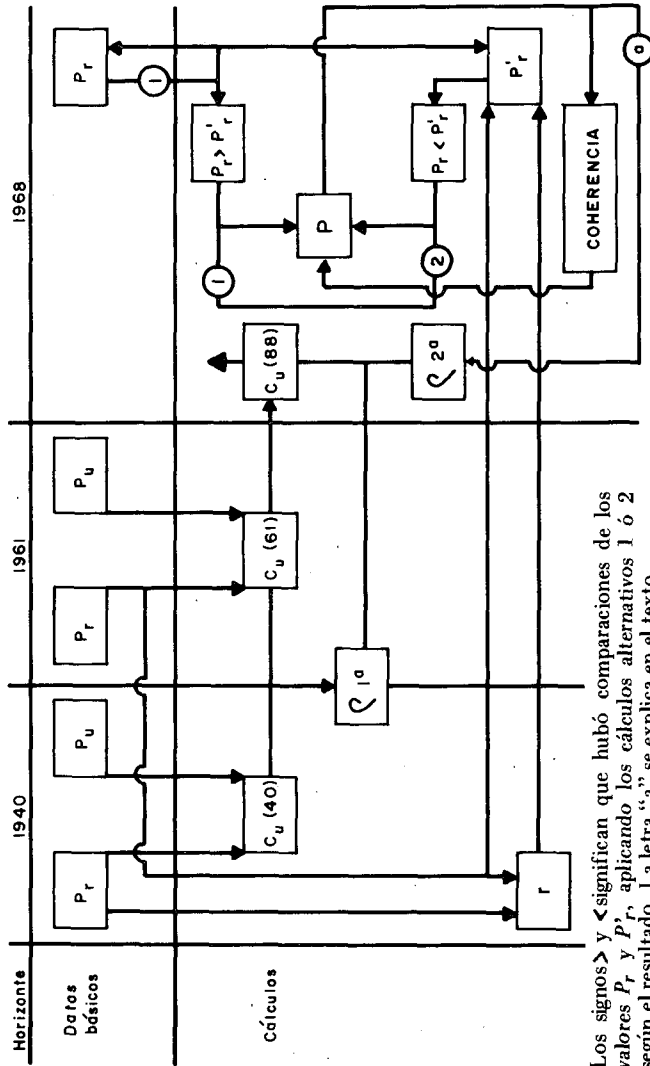 Horizonte
1940
1961
1968
Datas
básicos
P_r
P_u
P_r
P_u
P_r
1
Cálculos
C_u (40)
C_u (61)
C_u (88)
P_r > P'_r
1
P
2
P_r < P'_r
P'_r
ρ 1ª
ρ 2ª
COHERENCIA
a
r
Los signos > y < significan que hubó comparaciones de los
valores P_r y P'_r, aplicando los cálculos alternativos 1 ó 2
según el resultado. La letra "a" se explica en el texto.